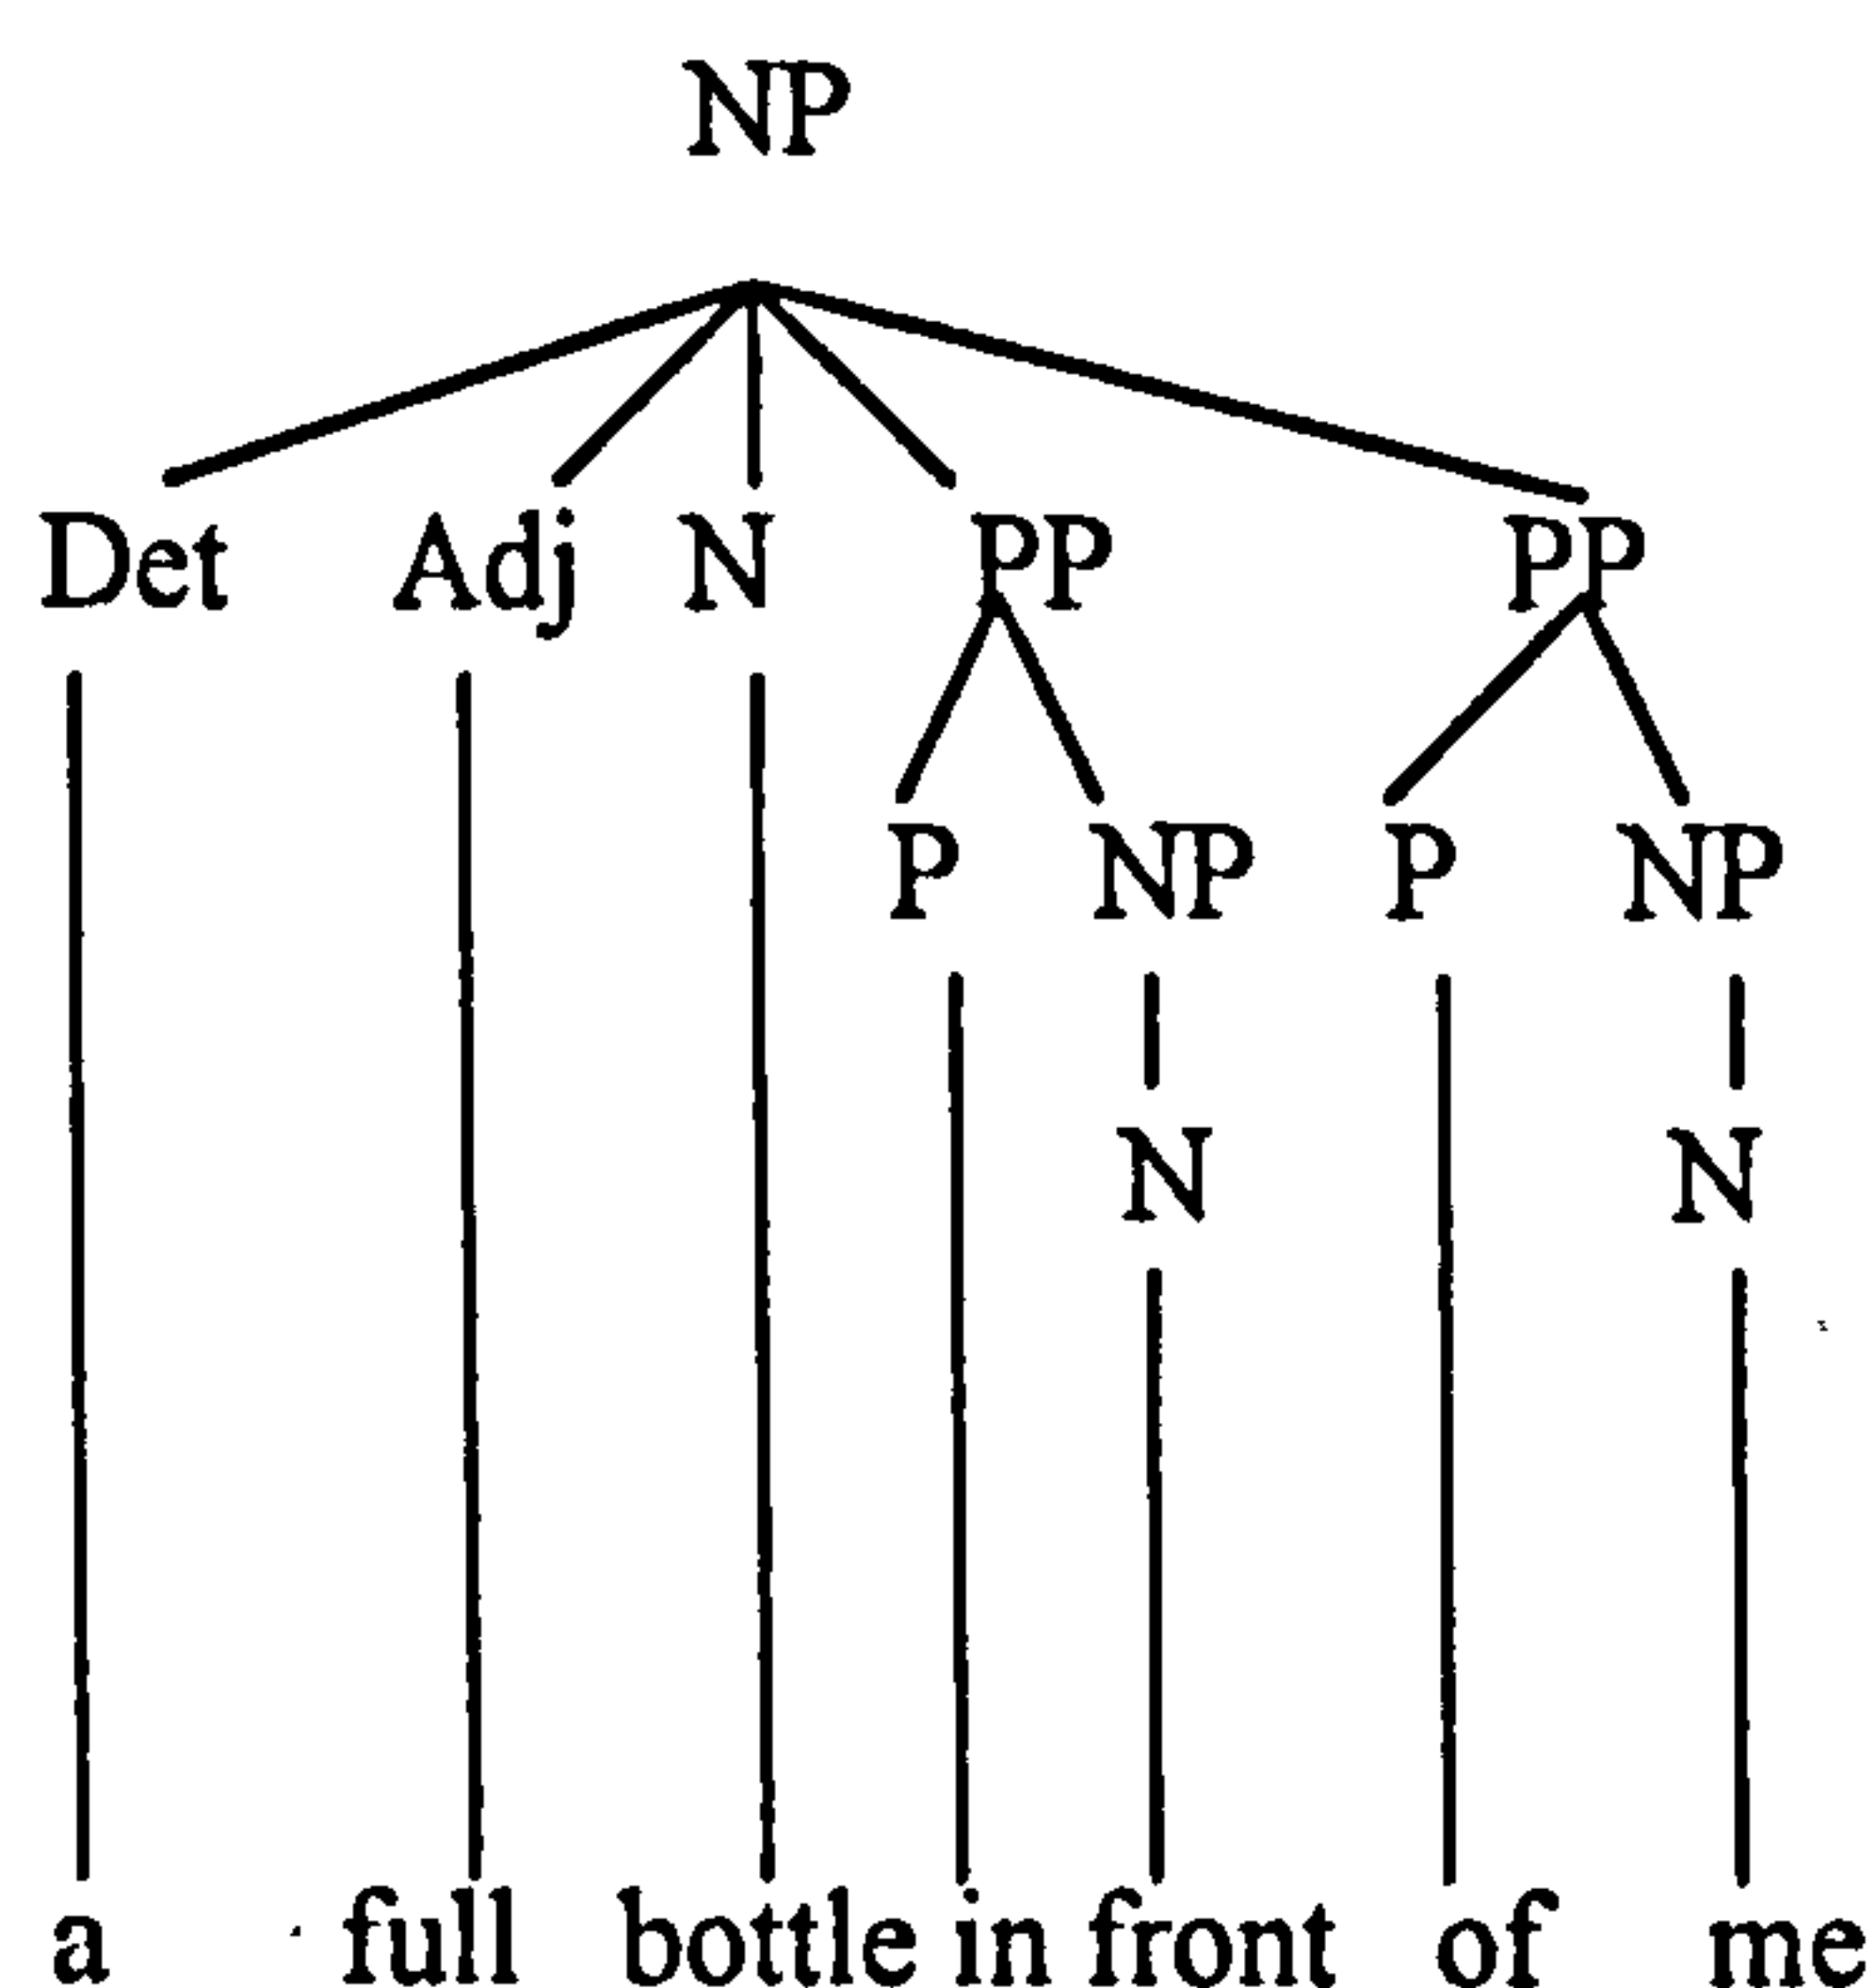 NP
Det Adj N PP PP
P NP P NP
N N
a full bottle in front of me